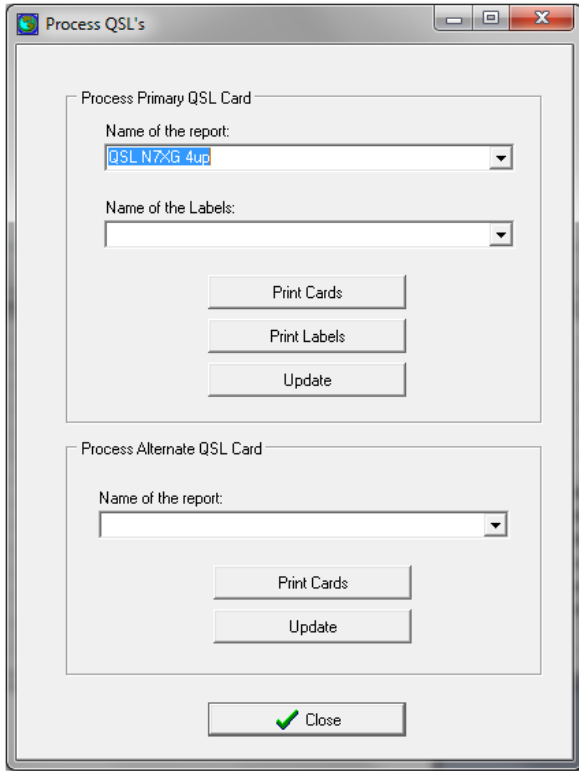 Process QSL's
Process Primary QSL Card
Name of the report:
QSL N7XG 4up
Name of the Labels:
Print Cards
Print Labels
Update
Process Alternate QSL Card
Name of the report:
Print Cards
Update
Close